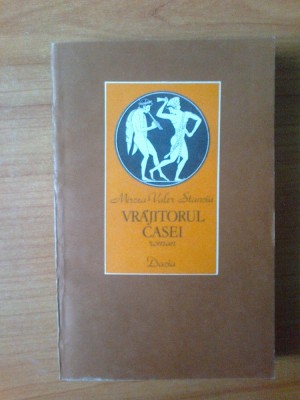 Mircea Valer Stanciu
VRĂJITORUL
CASEI
roman
Dacia